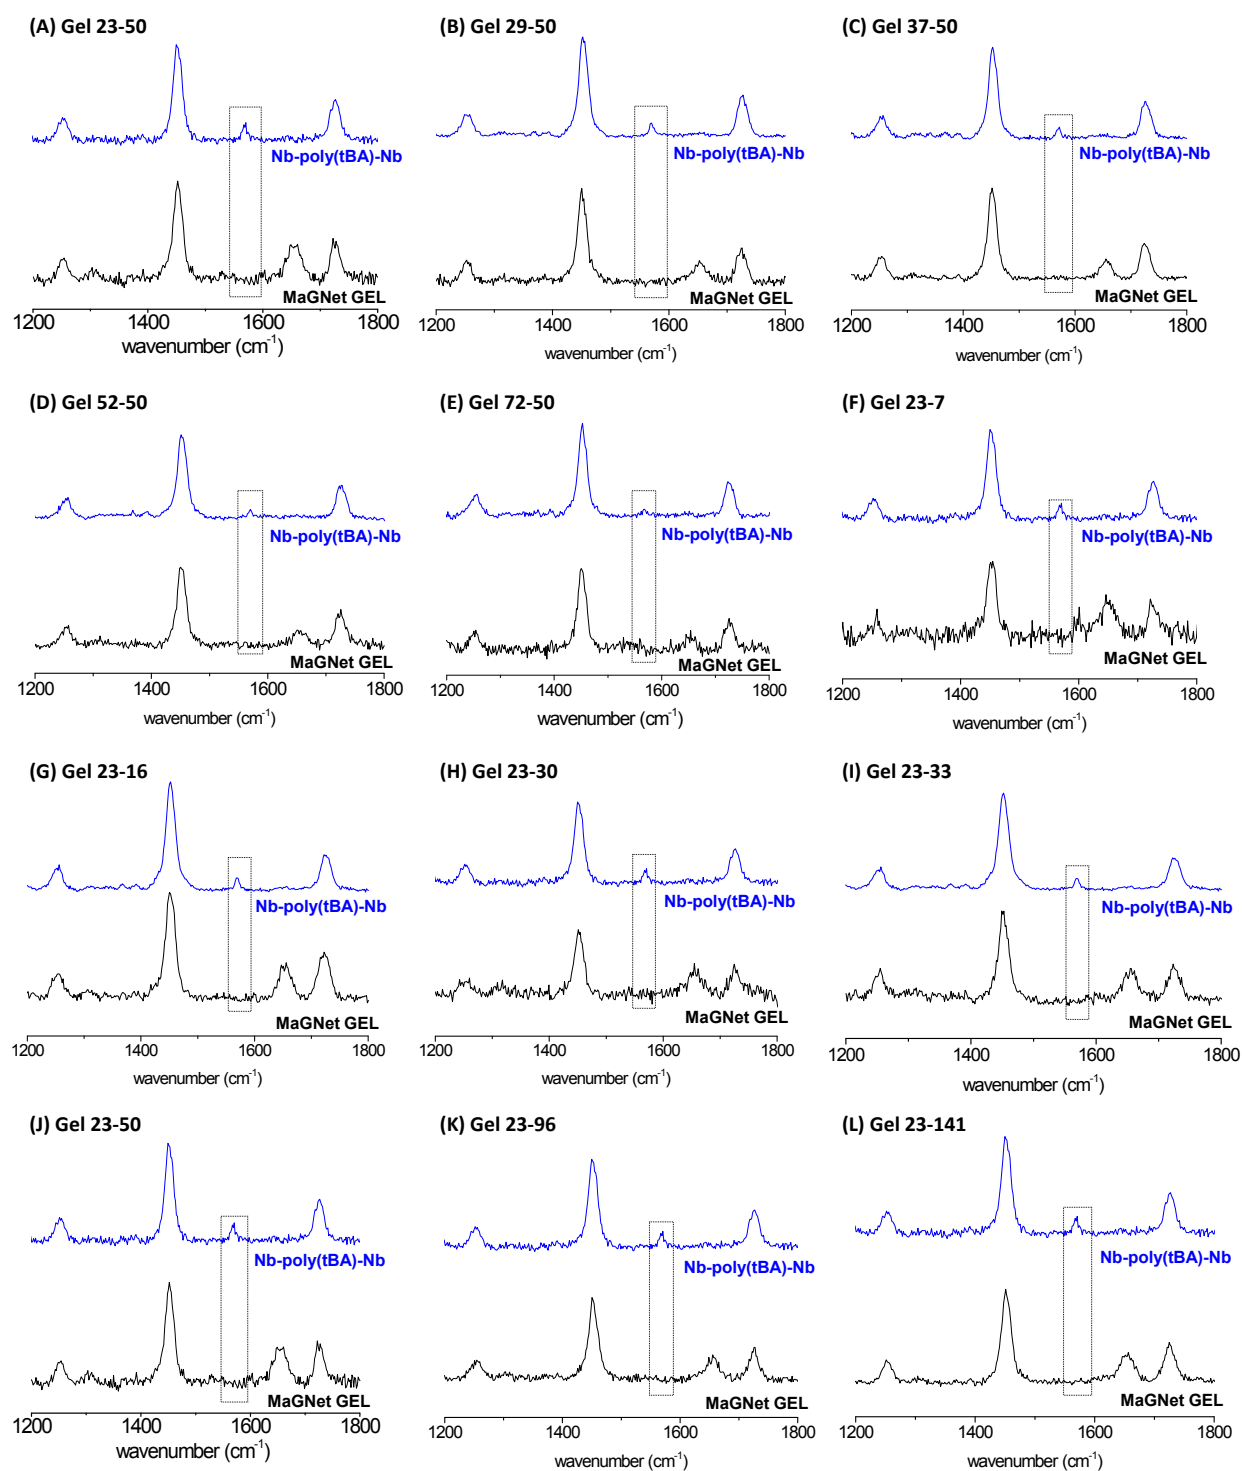 (A) Gel 23-50
Nb-poly(tBA)-Nb
MaGNet GEL
1200 1400 1600 1800
wavenumber (cm⁻¹)
(B) Gel 29-50
Nb-poly(tBA)-Nb
MaGNet GEL
1200 1400 1600 1800
wavenumber (cm⁻¹)
(C) Gel 37-50
Nb-poly(tBA)-Nb
MaGNet GEL
1200 1400 1600 1800
wavenumber (cm⁻¹)
(D) Gel 52-50
Nb-poly(tBA)-Nb
MaGNet GEL
1200 1400 1600 1800
wavenumber (cm⁻¹)
(E) Gel 72-50
Nb-poly(tBA)-Nb
MaGNet GEL
1200 1400 1600 1800
wavenumber (cm⁻¹)
(F) Gel 23-7
Nb-poly(tBA)-Nb
MaGNet GEL
1200 1400 1600 1800
wavenumber (cm⁻¹)
(G) Gel 23-16
Nb-poly(tBA)-Nb
MaGNet GEL
1200 1400 1600 1800
wavenumber (cm⁻¹)
(H) Gel 23-30
Nb-poly(tBA)-Nb
MaGNet GEL
1200 1400 1600 1800
wavenumber (cm⁻¹)
(I) Gel 23-33
Nb-poly(tBA)-Nb
MaGNet GEL
1200 1400 1600 1800
wavenumber (cm⁻¹)
(J) Gel 23-50
Nb-poly(tBA)-Nb
MaGNet GEL
1200 1400 1600 1800
wavenumber (cm⁻¹)
(K) Gel 23-96
Nb-poly(tBA)-Nb
MaGNet GEL
1200 1400 1600 1800
wavenumber (cm⁻¹)
(L) Gel 23-141
Nb-poly(tBA)-Nb
MaGNet GEL
1200 1400 1600 1800
wavenumber (cm⁻¹)